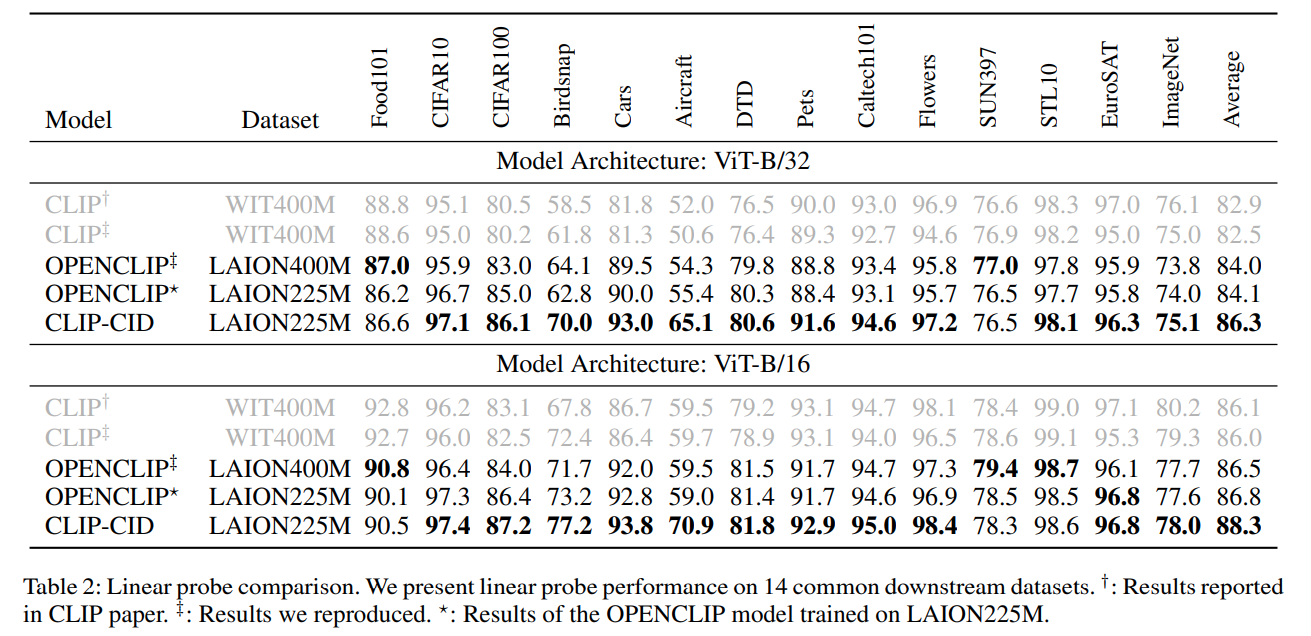 Model Dataset Food101 CIFAR10 CIFAR100 Birdsnap Cars Aircraft DTD Pets Caltech101 Flowers SUN397 STL10 EuroSAT ImageNet Average
Model Architecture: ViT-B/32
CLIP† WIT400M 88.8 95.1 80.5 58.5 81.8 52.0 76.5 90.0 93.0 96.9 76.6 98.3 97.0 76.1 82.9
CLIP‡ WIT400M 88.6 95.0 80.2 61.8 81.3 50.6 76.4 89.3 92.7 94.6 76.9 98.2 95.0 75.0 82.5
OPENCLIP‡ LAION400M 87.0 95.9 83.0 64.1 89.5 54.3 79.8 88.8 93.4 95.8 77.0 97.8 95.9 73.8 84.0
OPENCLIP⋆ LAION225M 86.2 96.7 85.0 62.8 90.0 55.4 80.3 88.4 93.1 95.7 76.5 97.7 95.8 74.0 84.1
CLIP-CID LAION225M 86.6 97.1 86.1 70.0 93.0 65.1 80.6 91.6 94.6 97.2 76.5 98.1 96.3 75.1 86.3
Model Architecture: ViT-B/16
CLIP† WIT400M 92.8 96.2 83.1 67.8 86.7 59.5 79.2 93.1 94.7 98.1 78.4 99.0 97.1 80.2 86.1
CLIP‡ WIT400M 92.7 96.0 82.5 72.4 86.4 59.7 78.9 93.1 94.0 96.5 78.6 99.1 95.3 79.3 86.0
OPENCLIP‡ LAION400M 90.8 96.4 84.0 71.7 92.0 59.5 81.5 91.7 94.7 97.3 79.4 98.7 96.1 77.7 86.5
OPENCLIP⋆ LAION225M 90.1 97.3 86.4 73.2 92.8 59.0 81.4 91.7 94.6 96.9 78.5 98.5 96.8 77.6 86.8
CLIP-CID LAION225M 90.5 97.4 87.2 77.2 93.8 70.9 81.8 92.9 95.0 98.4 78.3 98.6 96.8 78.0 88.3
Table 2: Linear probe comparison. We present linear probe performance on 14 common downstream datasets. †: Results reported
in CLIP paper. ‡: Results we reproduced. ⋆: Results of the OPENCLIP model trained on LAION225M.